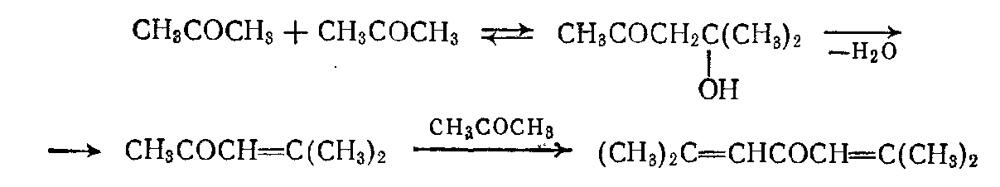 CH₃COCH₃ + CH₃COCH₃ ⇄ CH₃COCH₂C(CH₃)₂ ⟶
−H₂O
OH
CH₃COCH₃
⟶ CH₃COCH=C(CH₃)₂ ⟶ (CH₃)₂C=CHCOCH=C(CH₃)₂